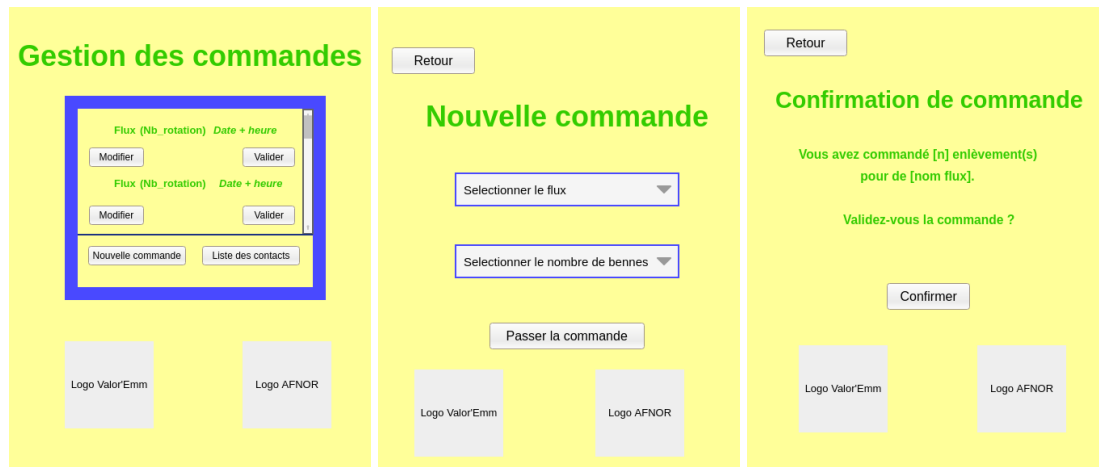 Gestion des commandes
Flux (Nb_rotation) Date + heure
Modifier Valider
Flux (Nb_rotation) Date + heure
Modifier Valider
Nouvelle commande Liste des contacts
Logo Valor'Emm Logo AFNOR
Retour
Nouvelle commande
Selectionner le flux
Selectionner le nombre de bennes
Passer la commande
Logo Valor'Emm Logo AFNOR
Retour
Confirmation de commande
Vous avez commandé [n] enlèvement(s)
pour de [nom flux].
Validez-vous la commande ?
Confirmer
Logo Valor'Emm Logo AFNOR